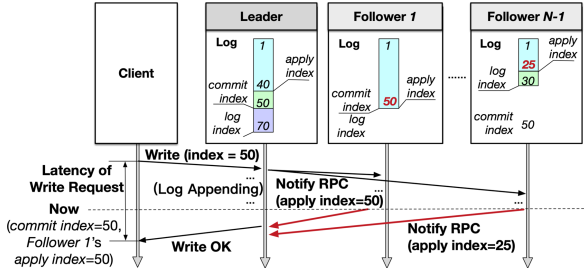 Client
Leader
Log
1
40
50
70
apply
index
commit
index
log
index
Follower 1
Log
1
50
apply
index
commit
index
log
index
......
Follower N-1
Log
1
25
30
apply
index
log
index
commit
index
50
Write (index = 50)
Latency of
Write Request
...
(Log Appending)
...
Notify RPC
(apply index=50)
...
...
Now
(commit index=50,
Follower 1's
apply index=50)
Write OK
Notify RPC
(apply index=25)